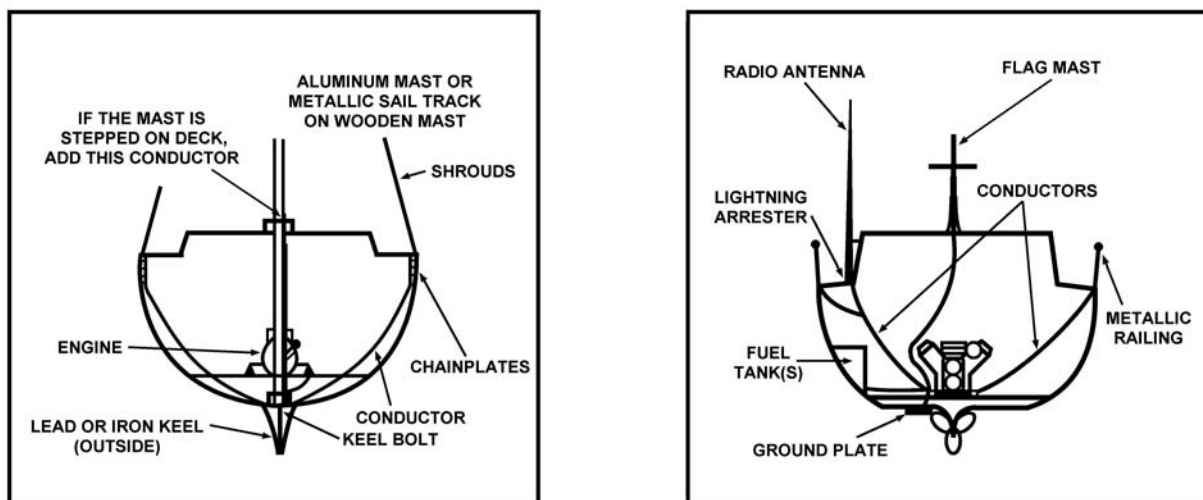 IF THE MAST IS
STEPPED ON DECK,
ADD THIS CONDUCTOR
ALUMINUM MAST OR
METALLIC SAIL TRACK
ON WOODEN MAST
SHROUDS
ENGINE
CHAINPLATES
CONDUCTOR
KEEL BOLT
LEAD OR IRON KEEL
(OUTSIDE)
RADIO ANTENNA
FLAG MAST
LIGHTNING
ARRESTER
CONDUCTORS
METALLIC
RAILING
FUEL
TANK(S)
GROUND PLATE